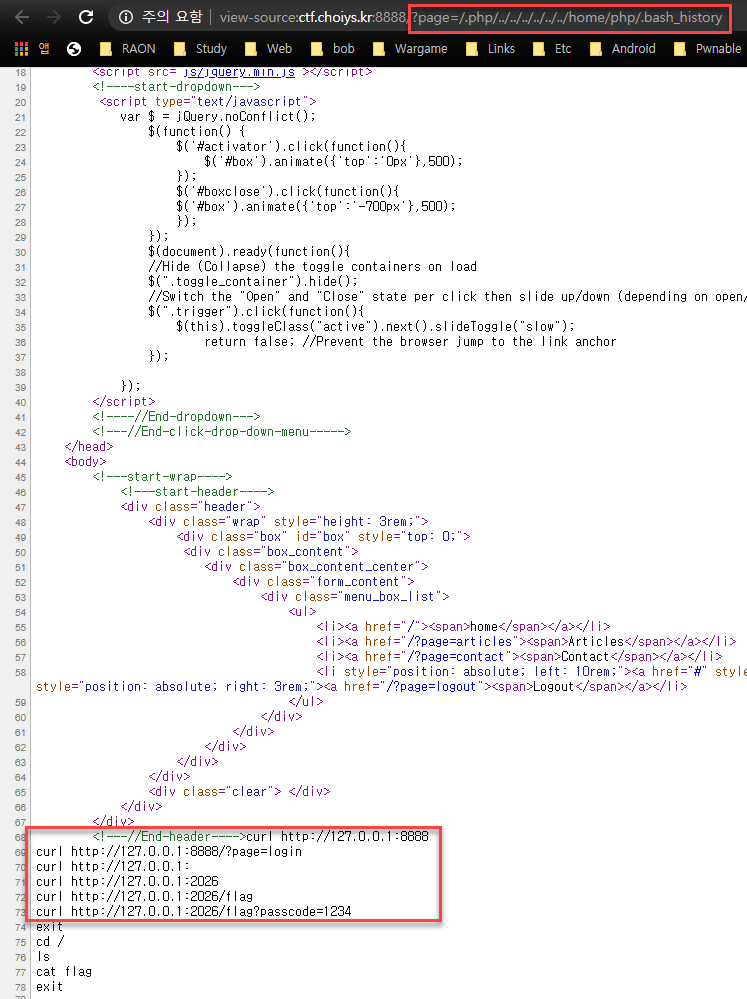 주의 요함 | view-source:ctf.choiys.kr:8888/?page=/.php/../../../../../../home/php/.bash_history
앱 RAON Study Web bob Wargame Links Etc Android Pwnable
18 <script src="js/jquery.min.js"></script>
19 <!----start-dropdown--->
20 <script type="text/javascript">
21 var $ = jQuery.noConflict();
22 $(function() {
23 $('#activator').click(function(){
24 $('#box').animate({'top':'0px'},500);
25 });
26 $('#boxclose').click(function(){
27 $('#box').animate({'top':'-700px'},500);
28 });
29 });
30 $(document).ready(function(){
31 //Hide (Collapse) the toggle containers on load
32 $(".toggle_container").hide();
33 //Switch the "Open" and "Close" state per click then slide up/down (depending on open/
34 $(".trigger").click(function(){
35 $(this).toggleClass("active").next().slideToggle("slow");
36 return false; //Prevent the browser jump to the link anchor
37 });
38
39 });
40 </script>
41 <!----//End-dropdown--->
42 <!---//End-click-drop-down-menu----->
43 </head>
44 <body>
45 <!---start-wrap---->
46 <!---start-header---->
47 <div class="header">
48 <div class="wrap" style="height: 3rem;">
49 <div class="box" id="box" style="top: 0;">
50 <div class="box_content">
51 <div class="box_content_center">
52 <div class="form_content">
53 <div class="menu_box_list">
54 <ul>
55 <li><a href="/"><span>home</span></a></li>
56 <li><a href="/?page=articles"><span>Articles</span></a></li>
57 <li><a href="/?page=contact"><span>Contact</span></a></li>
58 <li style="position: absolute; left: 10rem;"><a href="#" style
style="position: absolute; right: 3rem;"><a href="/?page=logout"><span>Logout</span></a></li>
59 </ul>
60 </div>
61 </div>
62 </div>
63 </div>
64 </div>
65 <div class="clear"> </div>
66 </div>
67 </div>
68 <!---//End-header---->curl http://127.0.0.1:8888
69 curl http://127.0.0.1:8888/?page=login
70 curl http://127.0.0.1:
71 curl http://127.0.0.1:2026
72 curl http://127.0.0.1:2026/flag
73 curl http://127.0.0.1:2026/flag?passcode=1234
74 exit
75 cd /
76 ls
77 cat flag
78 exit